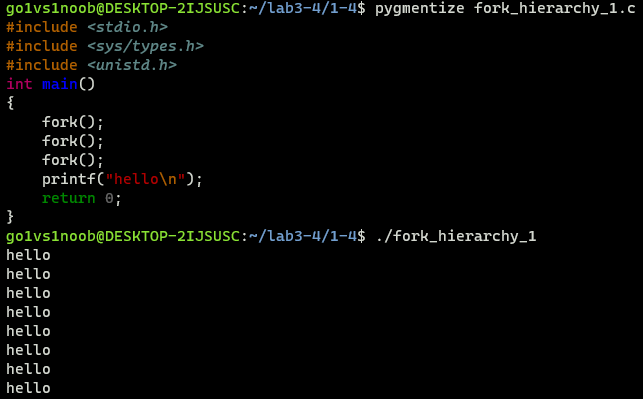 go1vs1noob@DESKTOP-2IJSUSC:~/lab3-4/1-4$ pygmentize fork_hierarchy_1.c
#include <stdio.h>
#include <sys/types.h>
#include <unistd.h>
int main()
{
    fork();
    fork();
    fork();
    printf("hello\n");
    return 0;
}
go1vs1noob@DESKTOP-2IJSUSC:~/lab3-4/1-4$ ./fork_hierarchy_1
hello
hello
hello
hello
hello
hello
hello
hello